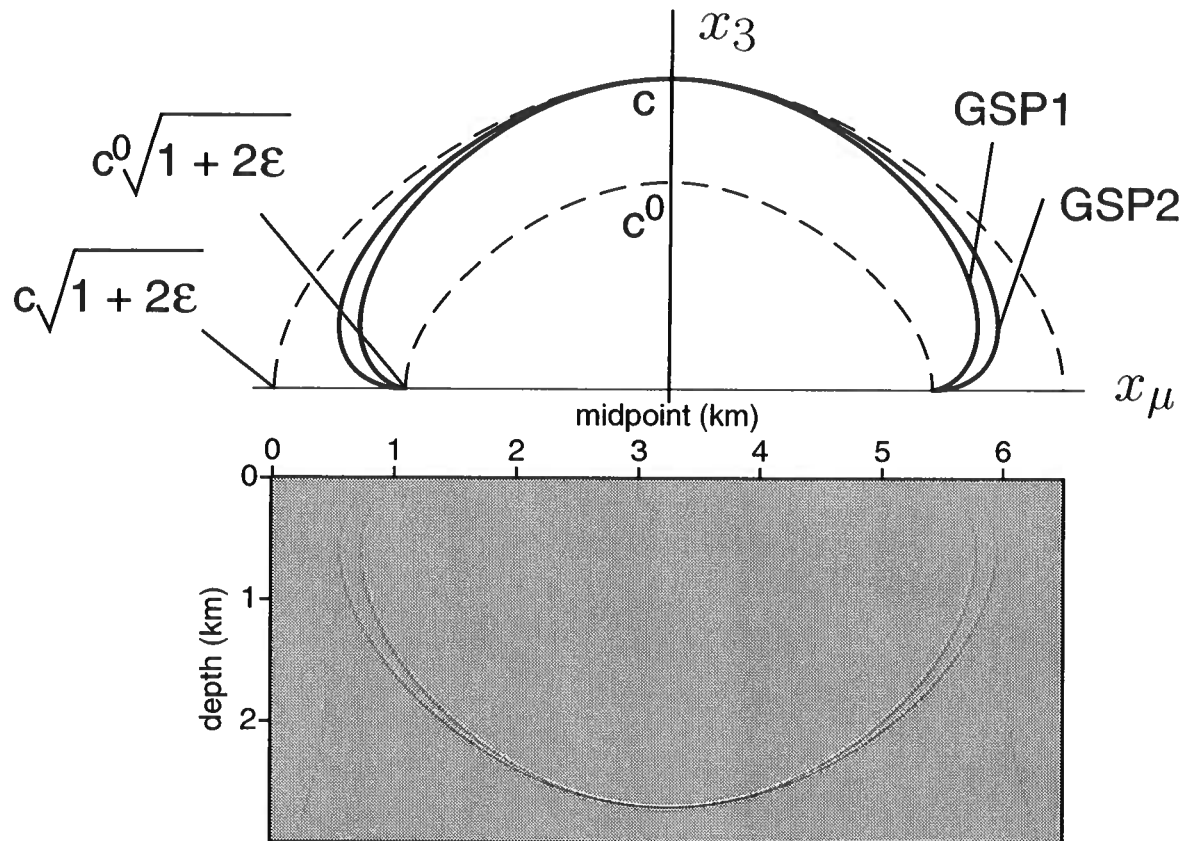 x₃
c
GSP1
c⁰√1 + 2ε
GSP2
c⁰
c√1 + 2ε
x_μ
midpoint (km)
0 1 2 3 4 5 6
0
1
2
depth (km)